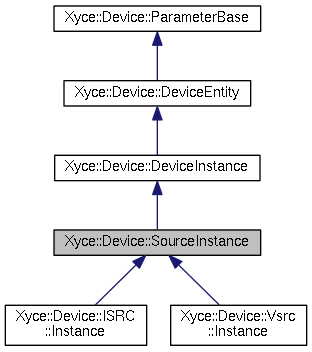 Xyce::Device::ParameterBase
Xyce::Device::DeviceEntity
Xyce::Device::DeviceInstance
Xyce::Device::SourceInstance
Xyce::Device::ISRC
::Instance
Xyce::Device::Vsrc
::Instance